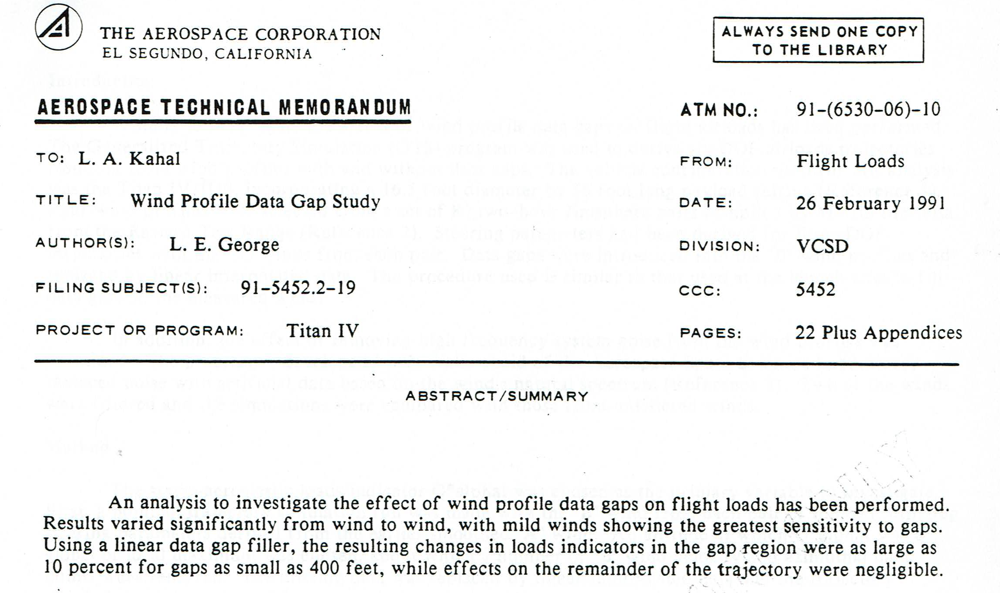 THE AEROSPACE CORPORATION
EL SEGUNDO, CALIFORNIA
ALWAYS SEND ONE COPY
TO THE LIBRARY
AEROSPACE TECHNICAL MEMORANDUM
ATM NO.: 91-(6530-06)-10
TO: L. A. Kahal
FROM: Flight Loads
TITLE: Wind Profile Data Gap Study
DATE: 26 February 1991
AUTHOR(S): L. E. George
DIVISION: VCSD
FILING SUBJECT(S): 91-5452.2-19
CCC: 5452
PROJECT OR PROGRAM: Titan IV
PAGES: 22 Plus Appendices
ABSTRACT/SUMMARY
An analysis to investigate the effect of wind profile data gaps on flight loads has been performed.
Results varied significantly from wind to wind, with mild winds showing the greatest sensitivity to gaps.
Using a linear data gap filler, the resulting changes in loads indicators in the gap region were as large as
10 percent for gaps as small as 400 feet, while effects on the remainder of the trajectory were negligible.